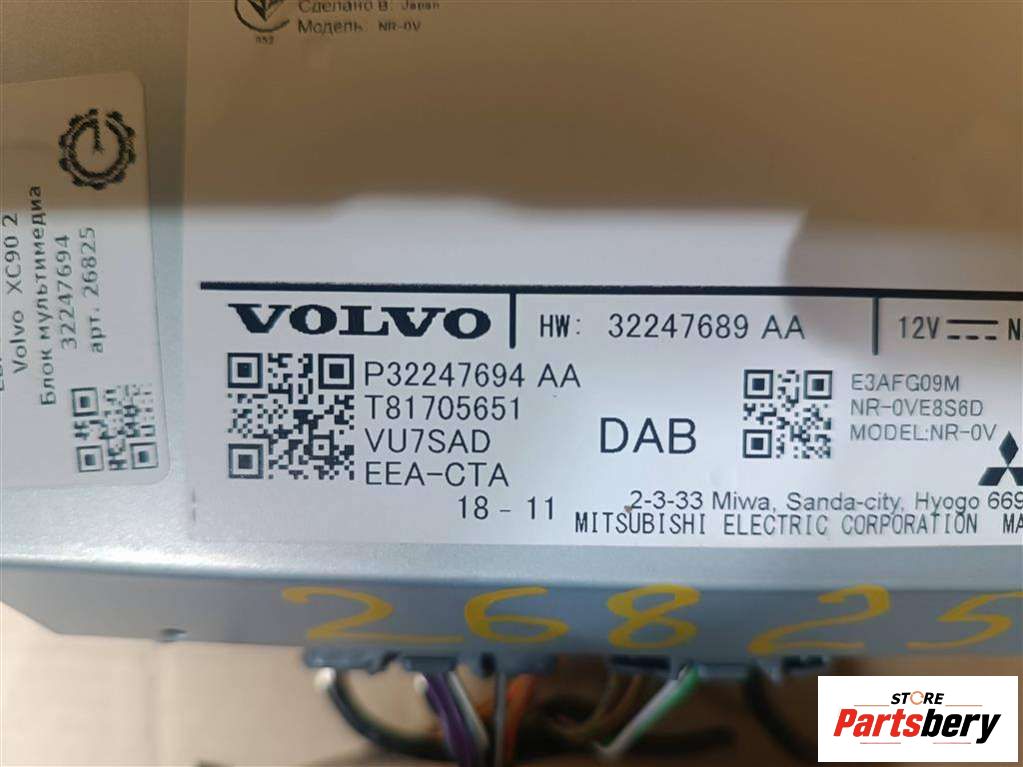 Сделано в: Japan
Модель: NR-0V
Volvo XC90 2
Блок мультимедиа
32247694
арт. 26825
VOLVO
HW: 32247689 AA
12V
P32247694 AA
T81705651
VU7SAD
EEA-CTA
18 - 11
DAB
E3AFG09M
NR-0VE8S6D
MODEL:NR-0V
2-3-33 Miwa, Sanda-city, Hyogo 669
MITSUBISHI ELECTRIC CORPORATION MA
26825
STORE
Partsbery